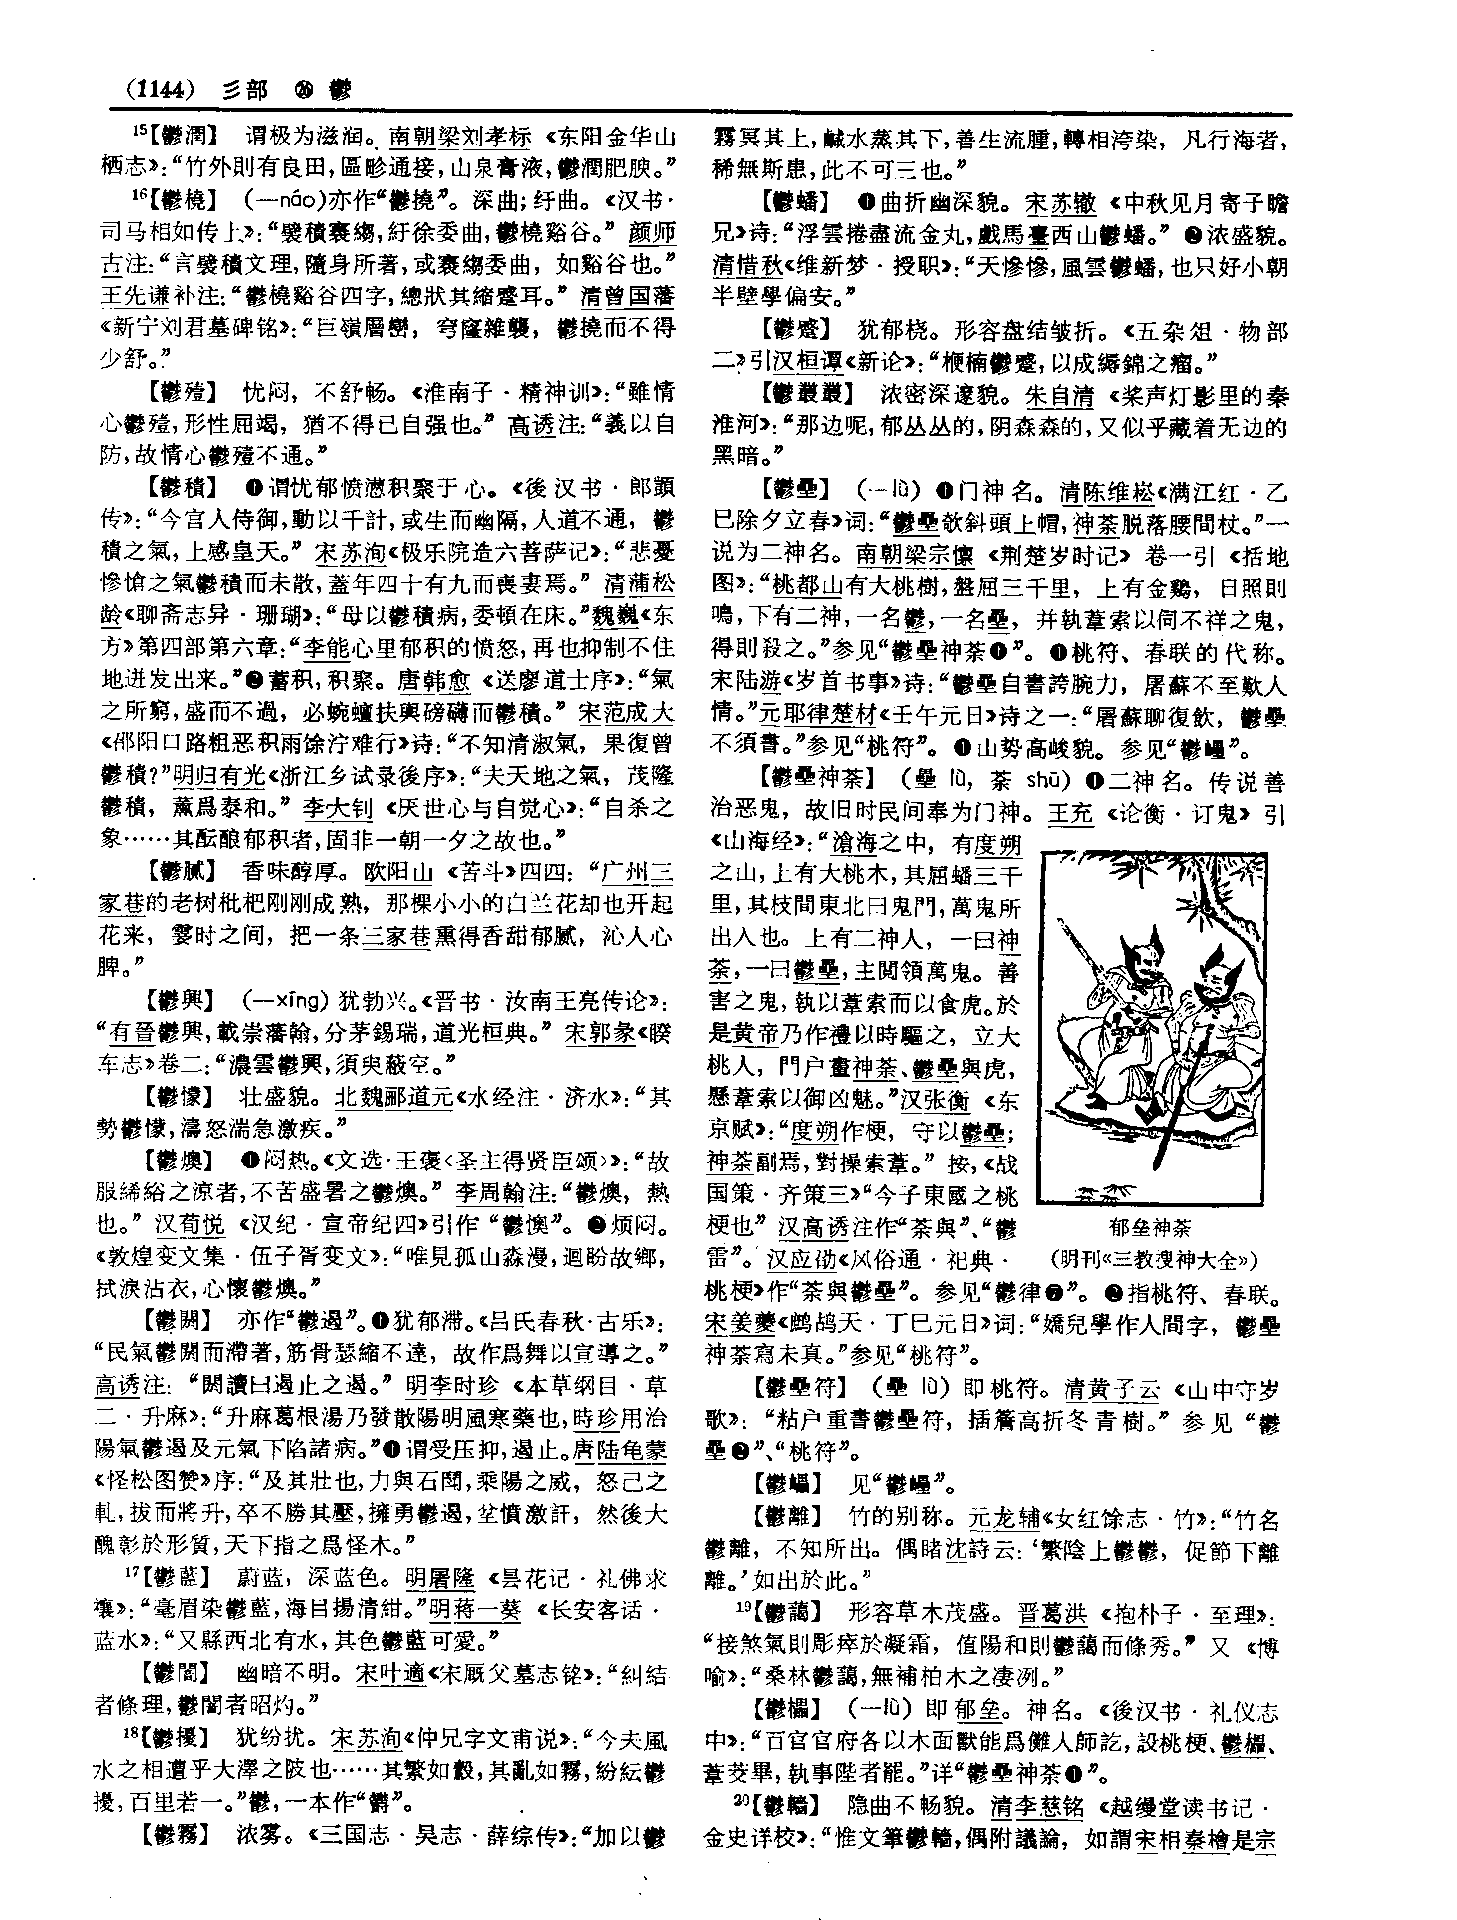 (1144) 彡部 ㉖ 鬱
15【鬱潤】 谓极为滋润。南朝梁刘孝标《东阳金华山
栖志》：“竹外則有良田，區畛通接，山泉膏液，鬱潤肥腴。”
16【鬱橈】 (—náo)亦作“鬱撓”。深曲；纡曲。《汉书·
司马相如传上》：“襞積褰縐，紆徐委曲，鬱橈谿谷。” 颜师
古注：“言襞積文理，隨身所著，或褰縐委曲，如谿谷也。”
王先谦补注：“鬱橈谿谷四字，總狀其縮蹙耳。” 清曾国藩
《新宁刘君墓碑铭》：“巨嶺層巒，穹窿雜襲，鬱撓而不得
少舒。”
【鬱殪】 忧闷，不舒畅。《淮南子·精神训》：“雖情
心鬱殪，形性屈竭，猶不得已自强也。” 高诱注：“義以自
防，故情心鬱殪不通。”
【鬱積】 ❶谓忧郁愤懑积聚于心。《後汉书·郎顗
传》：“今宫人侍御，動以千計，或生而幽隔，人道不通，鬱
積之氣，上感皇天。” 宋苏洵《极乐院造六菩萨记》：“悲憂
慘愴之氣鬱積而未散，蓋年四十有九而喪妻焉。” 清蒲松
龄《聊斋志异·珊瑚》：“母以鬱積病，委頓在床。”魏巍《东
方》第四部第六章：“李能心里郁积的愤怒，再也抑制不住
地迸发出来。”❷蓄积，积聚。唐韩愈《送廖道士序》：“氣
之所窮，盛而不過，必蜿蟺扶輿磅礴而鬱積。” 宋范成大
《邵阳口路粗恶积雨馀泞难行》诗：“不知清淑氣，果復曾
鬱積？”明归有光《浙江乡试录後序》：“夫天地之氣，茂隆
鬱積，薰爲泰和。” 李大钊《厌世心与自觉心》：“自杀之
象……其酝酿郁积者，固非一朝一夕之故也。”
【鬱腻】 香味醇厚。欧阳山《苦斗》四四：“广州三
家巷的老树枇杷刚刚成熟，那棵小小的白兰花却也开起
花来，霎时之间，把一条三家巷熏得香甜郁腻，沁人心
脾。”
【鬱興】 (—xīng) 犹勃兴。《晋书·汝南王亮传论》：
“有晉鬱興，載崇藩翰，分茅錫瑞，道光桓典。” 宋郭彖《睽
车志》卷二：“濃雲鬱興，須臾蔽空。”
【鬱懞】 壮盛貌。北魏郦道元《水经注·济水》：“其
勢鬱懞，濤怒湍急激疾。”
【鬱燠】 ❶闷热。《文选·王褒〈圣主得贤臣颂〉》：“故
服絺綌之凉者，不苦盛暑之鬱燠。” 李周翰注：“鬱燠，熱
也。” 汉荀悦《汉纪·宣帝纪四》引作“鬱懊”。❷烦闷。
《敦煌变文集·伍子胥变文》：“唯見孤山淼漫，迴盼故鄉，
拭淚沾衣，心懷鬱燠。”
【鬱閼】 亦作“鬱遏”。❶犹郁滞。《吕氏春秋·古乐》：
“民氣鬱閼而滯著，筋骨瑟縮不達，故作爲舞以宣導之。”
高诱注：“閼讀曰遏止之遏。” 明李时珍《本草纲目·草
二·升麻》：“升麻葛根湯乃發散陽明風寒藥也，時珍用治
陽氣鬱遏及元氣下陷諸病。”❶谓受压抑，遏止。唐陆龟蒙
《怪松图赞》序：“及其壯也，力與石鬥，乘陽之威，怒己之
軋，拔而將升，卒不勝其壓，擁勇鬱遏，坌憤激訐，然後大
醜彰於形質，天下指之爲怪木。”
17【鬱藍】 蔚蓝，深蓝色。明屠隆《昙花记·礼佛求
禳》：“毫眉染鬱藍，海目揚清紺。”明蒋一葵《长安客话·
蓝水》：“又縣西北有水，其色鬱藍可愛。”
【鬱闇】 幽暗不明。宋叶適《宋厩父墓志铭》：“糾結
者條理，鬱闇者昭灼。”
18【鬱擾】 犹纷扰。宋苏洵《仲兄字文甫说》：“今夫風
水之相遭乎大澤之陂也……其繁如縠，其亂如霧，紛紜鬱
擾，百里若一。”鬱，一本作“欝”。
【鬱霧】 浓雾。《三国志·吴志·薛综传》：“加以鬱
霧冥其上，鹹水蒸其下，善生流腫，轉相洿染，凡行海者，
稀無斯患，此不可三也。”
【鬱蟠】 ❶曲折幽深貌。宋苏辙《中秋见月寄子瞻
兄》诗：“浮雲捲盡流金丸，戲馬臺西山鬱蟠。” ❷浓盛貌。
清惜秋《维新梦·授职》：“天慘慘，風雲鬱蟠，也只好小朝
半壁學偏安。”
【鬱蹙】 犹郁桡。形容盘结皱折。《五杂俎·物部
二》引汉桓谭《新论》：“楩楠鬱蹙，以成縟錦之瘤。”
【鬱叢叢】 浓密深邃貌。朱自清《桨声灯影里的秦
淮河》：“那边呢，郁丛丛的，阴森森的，又似乎藏着无边的
黑暗。”
【鬱壘】 (—lǜ) ❶门神名。清陈维崧《满江红·乙
巳除夕立春》词：“鬱壘欹斜頭上帽，神荼脱落腰間杖。”一
说为二神名。南朝梁宗懔《荆楚岁时记》卷一引《括地
图》：“桃都山有大桃樹，盤屈三千里，上有金鷄，日照則
鳴，下有二神，一名鬱，一名壘，并執葦索以伺不祥之鬼，
得則殺之。”参见“鬱壘神荼❶”。❶桃符、春联的代称。
宋陆游《岁首书事》诗：“鬱壘自書誇腕力，屠蘇不至歎人
情。”元耶律楚材《壬午元日》诗之一：“屠蘇聊復飲，鬱壘
不須書。”参见“桃符”。❶山势高峻貌。参见“鬱㠥”。
【鬱壘神荼】 (壘 lǜ，荼 shū) ❶二神名。传说善
治恶鬼，故旧时民间奉为门神。王充《论衡·订鬼》引
《山海经》：“滄海之中，有度朔
之山，上有大桃木，其屈蟠三千
里，其枝間東北曰鬼門，萬鬼所
出入也。上有二神人，一曰神
荼，一曰鬱壘，主閲領萬鬼。善
害之鬼，執以葦索而以食虎。於
是黄帝乃作禮以時驅之，立大
桃人，門户畫神荼、鬱壘與虎，
懸葦索以御凶魅。”汉张衡《东
京赋》：“度朔作梗，守以鬱壘；
神荼副焉，對操索葦。” 按，《战
国策·齐策三》“今子東國之桃
梗也” 汉高诱注作“荼與”、“鬱
雷”。汉应劭《风俗通·祀典·
桃梗》作“荼與鬱壘”。参见“鬱律❼”。❷指桃符、春联。
宋姜夔《鹧鸪天·丁巳元日》词：“嬌兒學作人間字，鬱壘
神荼寫未真。”参见“桃符”。
郁垒神荼
(明刊《三教搜神大全》)
【鬱壘符】 (壘 lǜ) 即桃符。清黄子云《山中守岁
歌》：“粘户重書鬱壘符，插簷高折冬青樹。” 参见“鬱
壘❷”、“桃符”。
【鬱𡾊】 见“鬱㠥”。
【鬱離】 竹的别称。元龙辅《女红馀志·竹》：“竹名
鬱離，不知所出。偶睹沈詩云：‘繁陰上鬱鬱，促節下離
離。’如出於此。”
19【鬱藹】 形容草木茂盛。晋葛洪《抱朴子·至理》：
“接煞氣則彫瘁於凝霜，值陽和則鬱藹而條秀。” 又《博
喻》：“桑林鬱藹，無補柏木之凄冽。”
【鬱櫑】 (—lǜ) 即郁垒。神名。《後汉书·礼仪志
中》：“百官官府各以木面獸能爲儺人師訖，設桃梗、鬱櫑、
葦茭畢，執事陛者罷。”详“鬱壘神荼❶”。
20【鬱轖】 隐曲不畅貌。清李慈铭《越缦堂读书记·
金史详校》：“惟文筆鬱轖，偶附議論，如謂宋相秦檜是宗